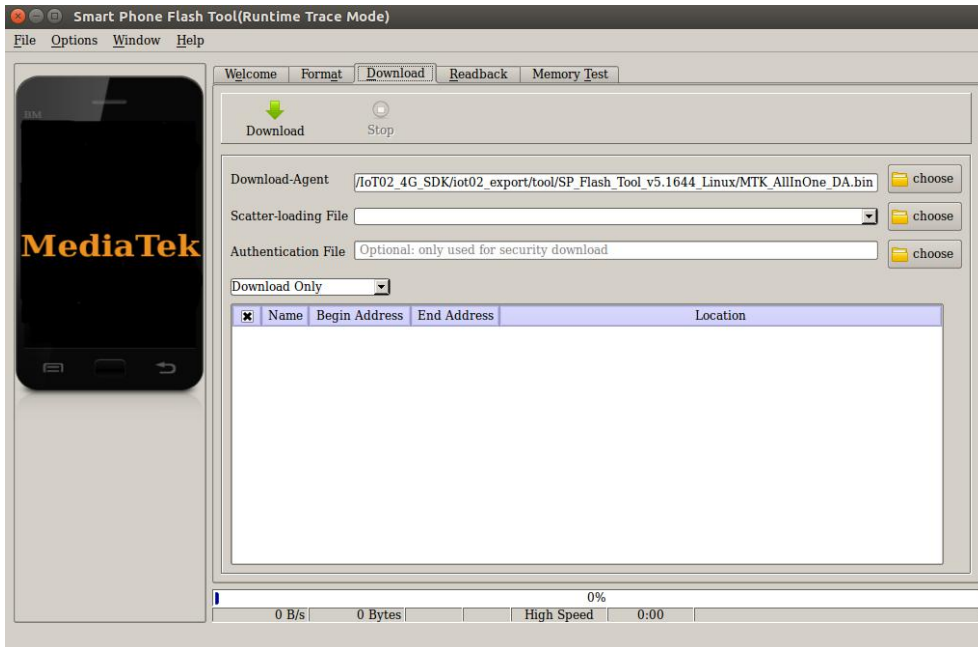 Smart Phone Flash Tool(Runtime Trace Mode)
File Options Window Help
Welcome Format Download Readback Memory Test
BM
MediaTek
Download Stop
Download-Agent /IoT02_4G_SDK/iot02_export/tool/SP_Flash_Tool_v5.1644_Linux/MTK_AllInOne_DA.bin choose
Scatter-loading File choose
Authentication File Optional: only used for security download choose
Download Only
Name Begin Address End Address Location
0%
0 B/s 0 Bytes High Speed 0:00